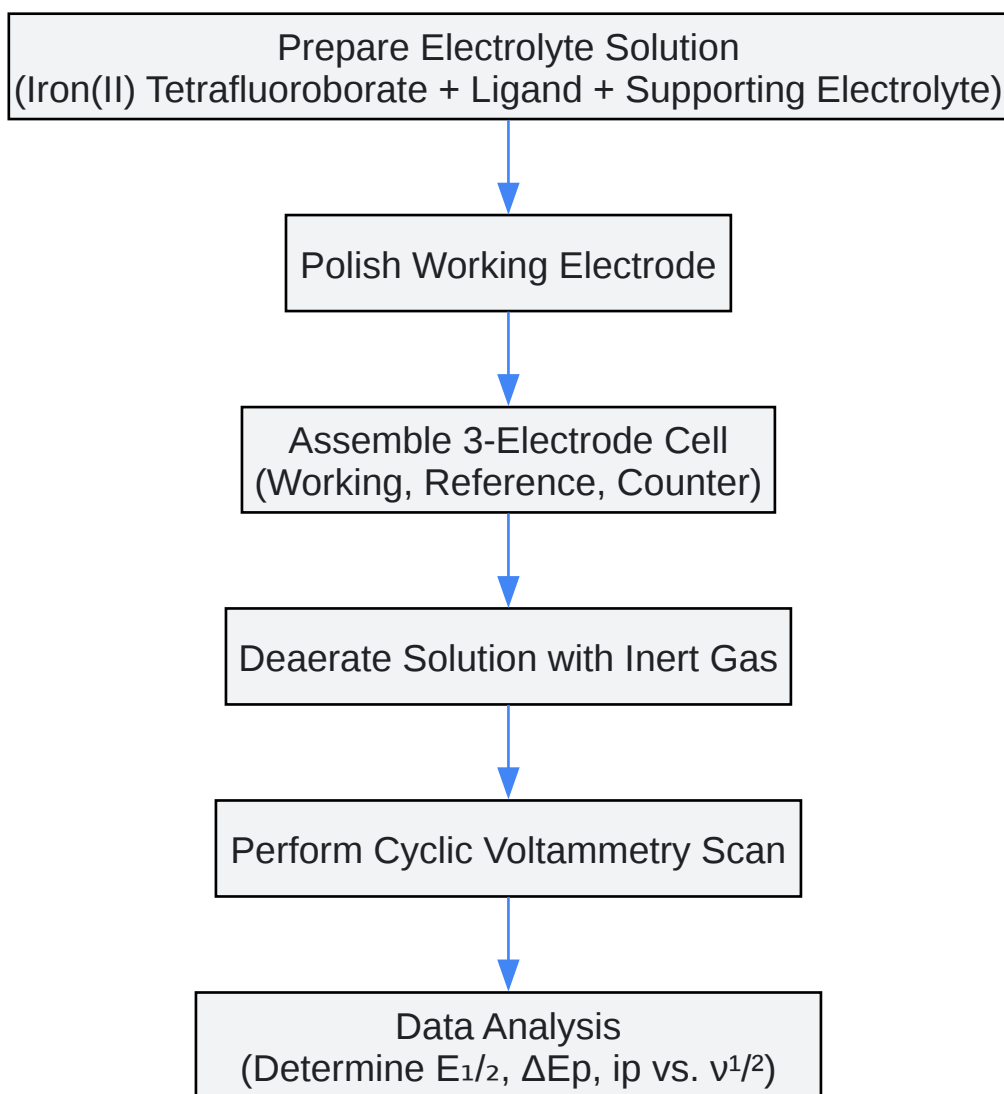 Prepare Electrolyte Solution
(Iron(II) Tetrafluoroborate + Ligand + Supporting Electrolyte)
Polish Working Electrode
Assemble 3-Electrode Cell
(Working, Reference, Counter)
Deaerate Solution with Inert Gas
Perform Cyclic Voltammetry Scan
Data Analysis
(Determine E₁/₂, ΔEp, ip vs. ν¹/²)